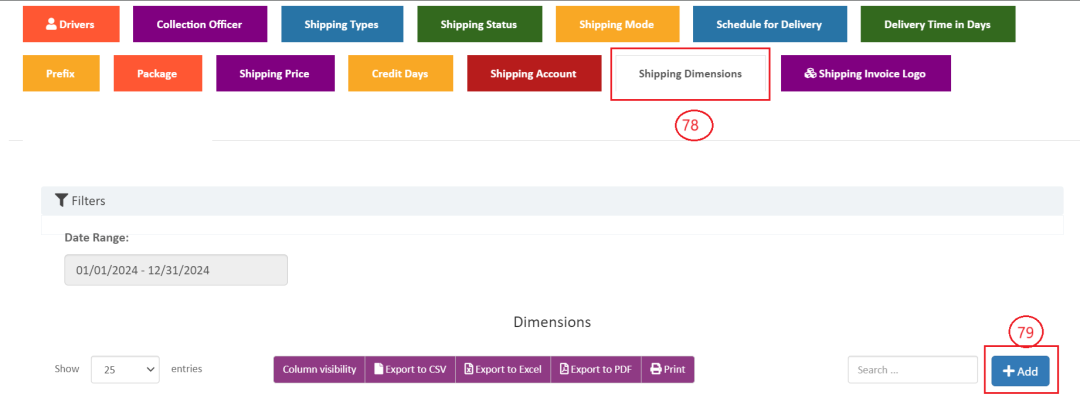 Drivers Collection Officer Shipping Types Shipping Status Shipping Mode Schedule for Delivery Delivery Time in Days
Prefix Package Shipping Price Credit Days Shipping Account Shipping Dimensions Shipping Invoice Logo
78
Filters
Date Range:
01/01/2024 - 12/31/2024
Dimensions
79
Show 25 entries Column visibility Export to CSV Export to Excel Export to PDF Print Search ... Add